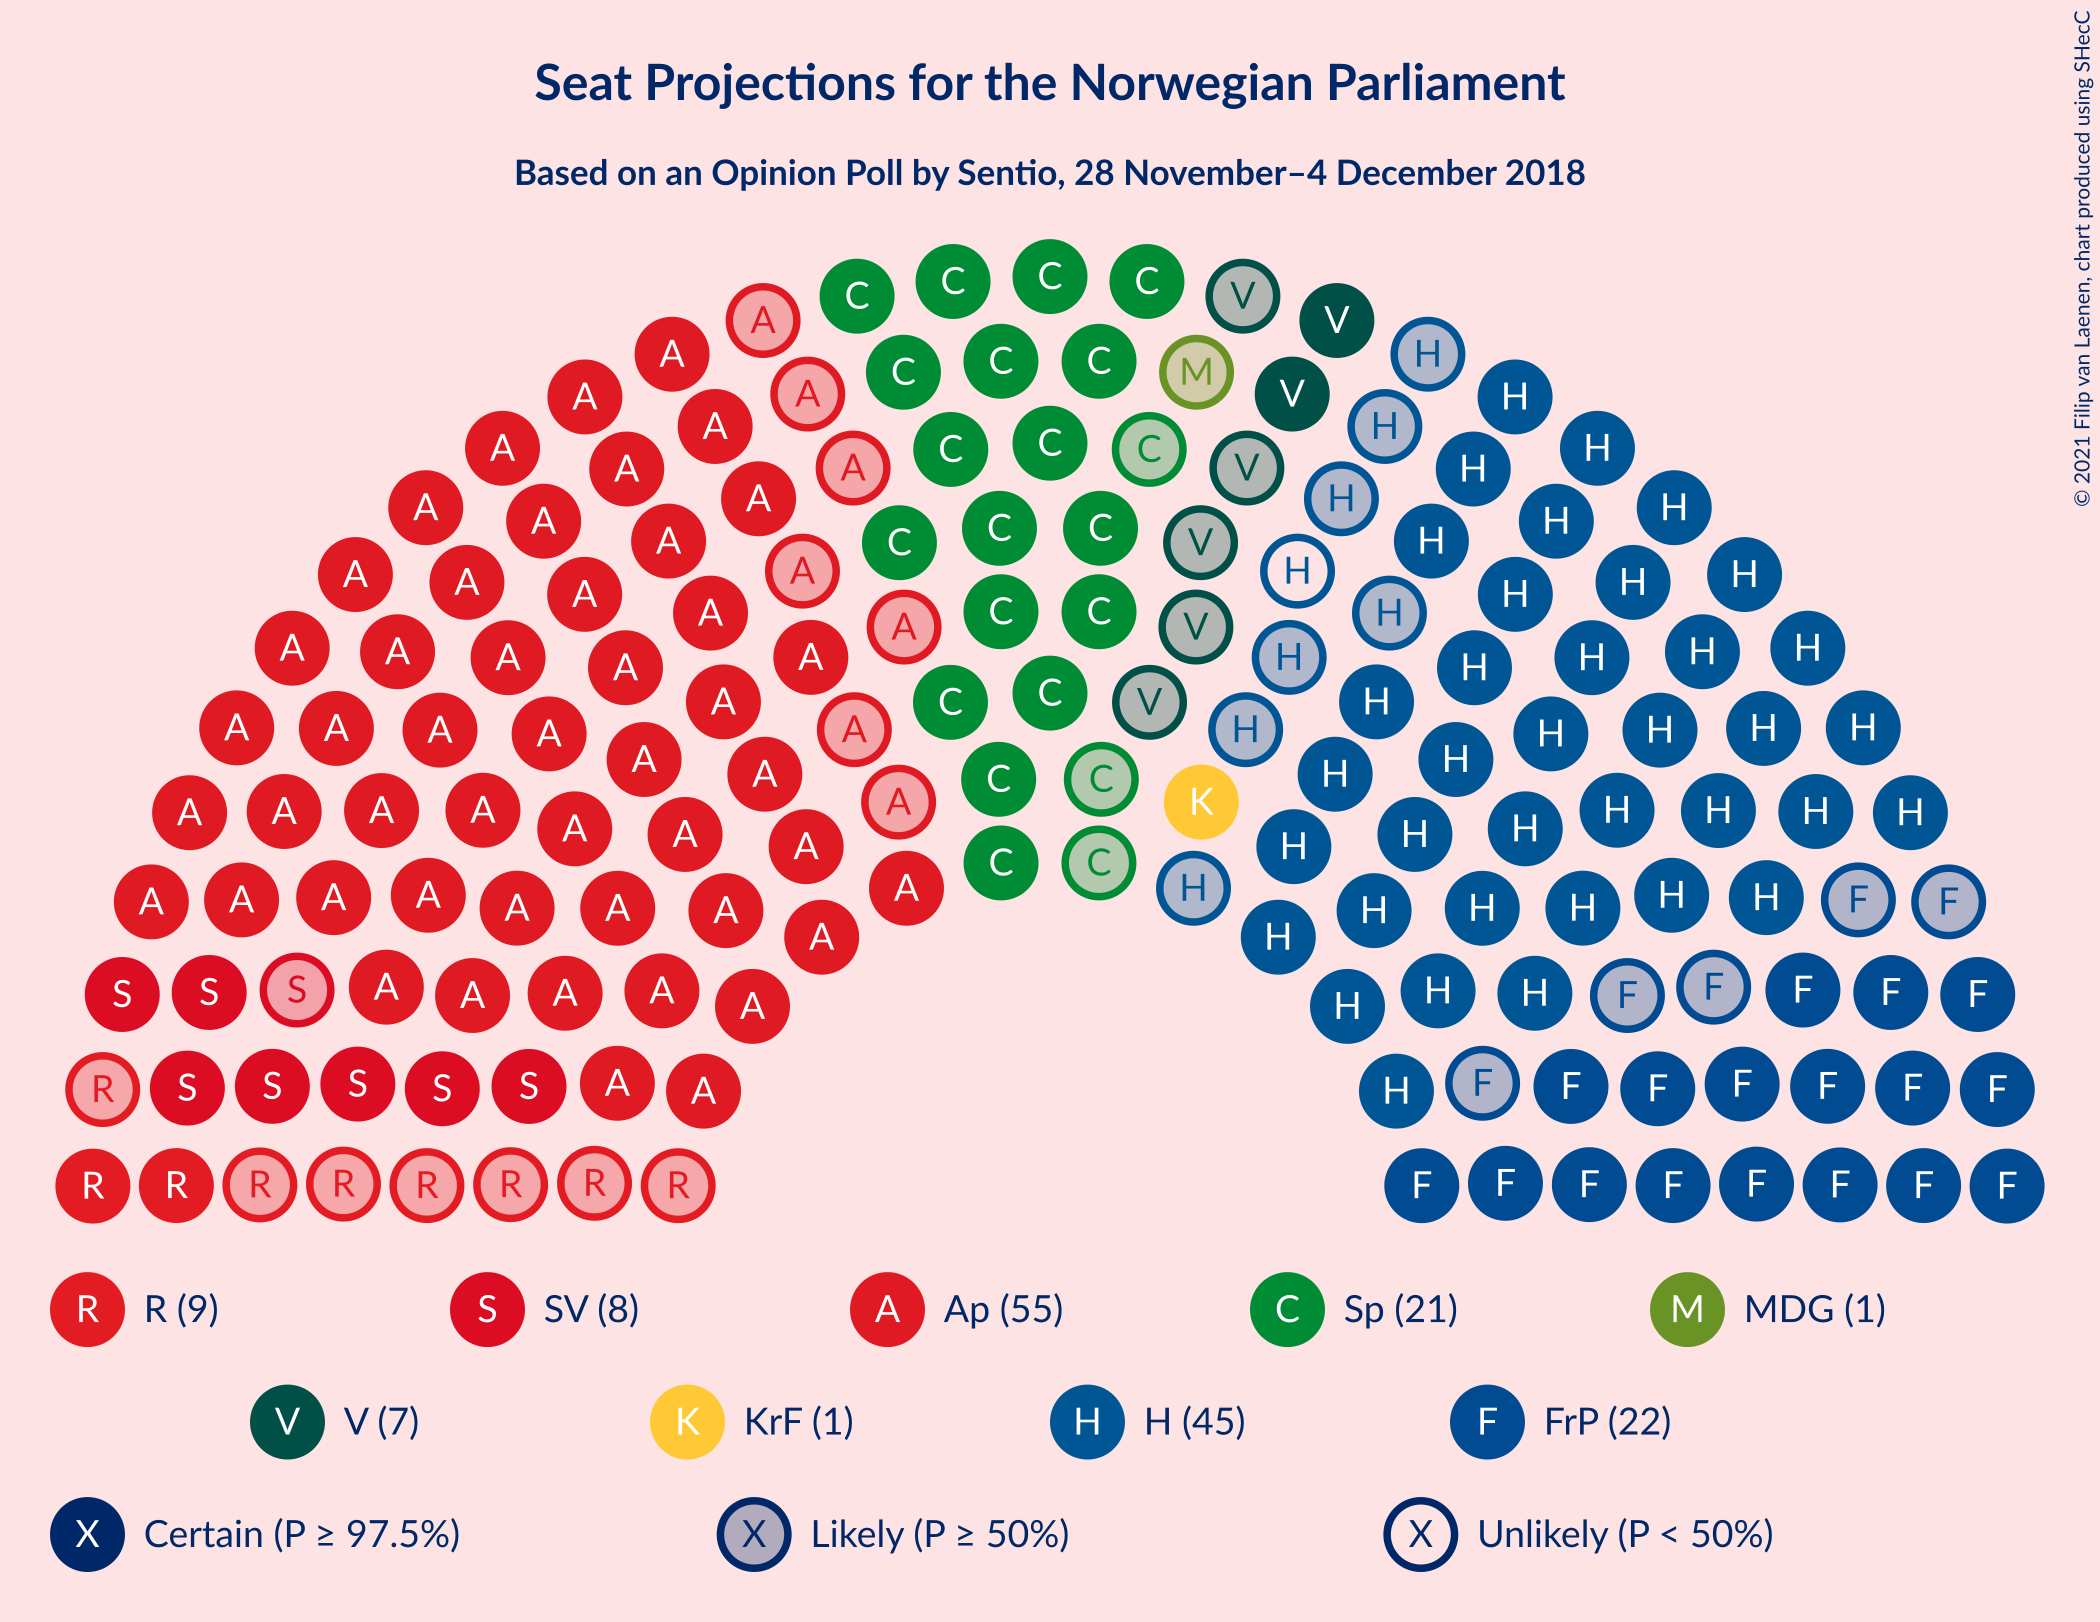 Seat Projections for the Norwegian Parliament
Based on an Opinion Poll by Sentio, 28 November–4 December 2018
© 2021 Filip van Laenen, chart produced using SHecC
C C C C V V
A H
A C C C M V H
A A H H
A A C C C V H H H
A A A C C C V H H H H
A A A A A C C V H H H H H
A A A A A A C C V H H H H H H
A A A A A A A A C C K H H H H H H H
A A A A A A A A A C C H H H H H H H H H
A A A A A A A A H H H H H H F F
S S S A A A A A H H H F F F F F
R S S S S S A A H F F F F F F F
R R R R R R R R F F F F F F F F
R R (9) S SV (8) A Ap (55) C Sp (21) M MDG (1)
V V (7) K KrF (1) H H (45) F FrP (22)
X Certain (P ≥ 97.5%) X Likely (P ≥ 50%) X Unlikely (P < 50%)